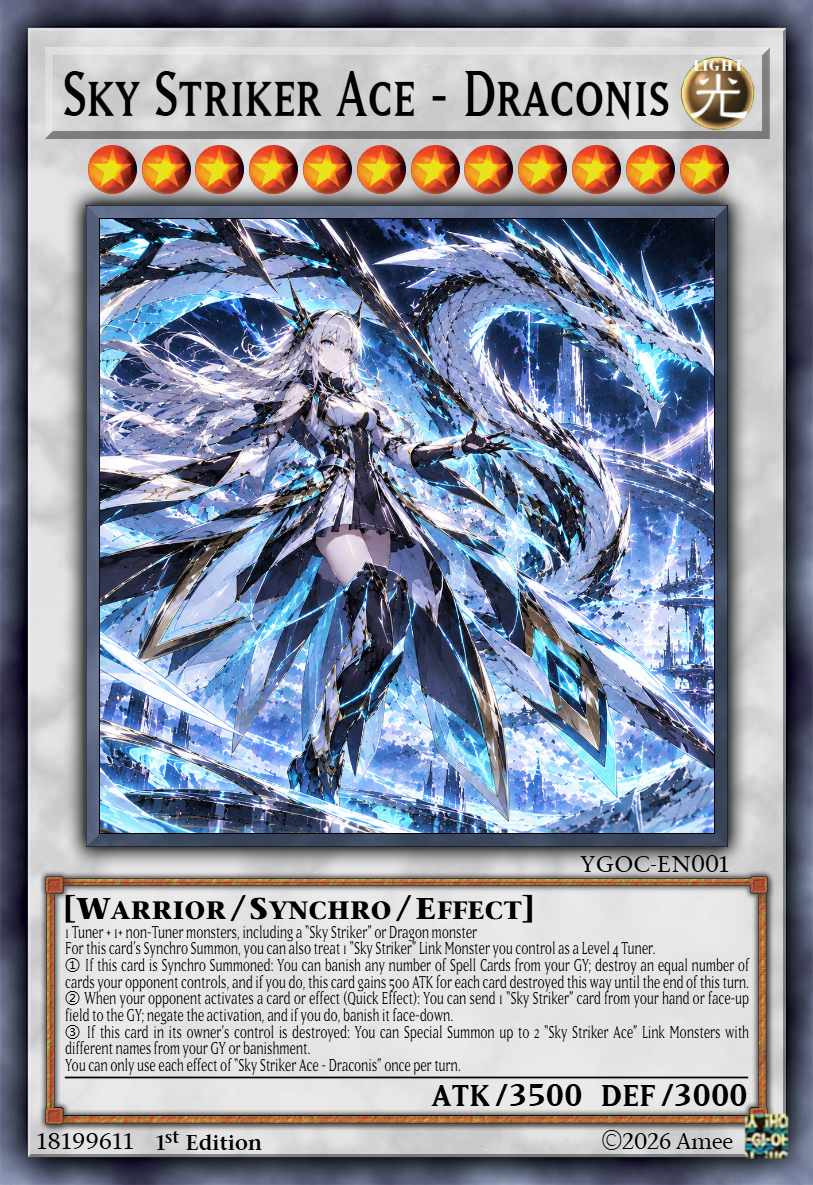 Sky Striker Ace - Draconis
LIGHT
光
YGOC-EN001
[Warrior/Synchro/Effect]
1 Tuner + 1+ non-Tuner monsters, including a "Sky Striker" or Dragon monster
For this card's Synchro Summon, you can also treat 1 "Sky Striker" Link Monster you control as a Level 4 Tuner.
① If this card is Synchro Summoned: You can banish any number of Spell Cards from your GY; destroy an equal number of
cards your opponent controls, and if you do, this card gains 500 ATK for each card destroyed this way until the end of this turn.
② When your opponent activates a card or effect (Quick Effect): You can send 1 "Sky Striker" card from your hand or face-up
field to the GY; negate the activation, and if you do, banish it face-down.
③ If this card in its owner's control is destroyed: You can Special Summon up to 2 "Sky Striker Ace" Link Monsters with
different names from your GY or banishment.
You can only use each effect of "Sky Striker Ace - Draconis" once per turn.
ATK/3500 DEF/3000
18199611 1st Edition ©2026 Amee